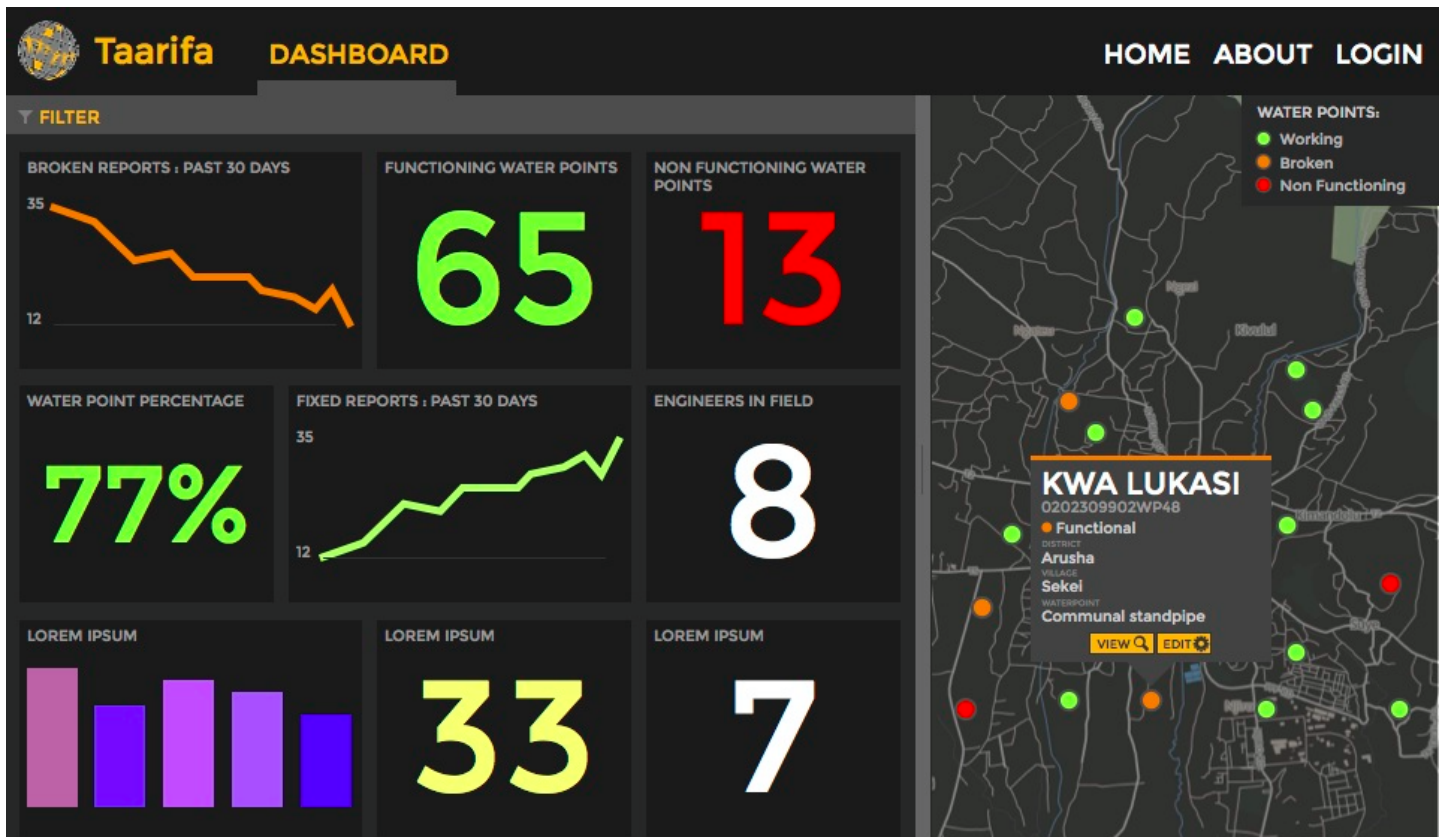 Taarifa
DASHBOARD
HOME ABOUT LOGIN
FILTER
BROKEN REPORTS : PAST 30 DAYS
35
12
FUNCTIONING WATER POINTS
65
NON FUNCTIONING WATER
POINTS
13
WATER POINT PERCENTAGE
77%
FIXED REPORTS : PAST 30 DAYS
35
12
ENGINEERS IN FIELD
8
LOREM IPSUM
LOREM IPSUM
33
LOREM IPSUM
7
WATER POINTS:
Working
Broken
Non Functioning
Kivulul
KWA LUKASI
0202309902WP48
Functional
DISTRICT
Arusha
VILLAGE
Sekei
WATERPOINT
Communal standpipe
VIEW
EDIT